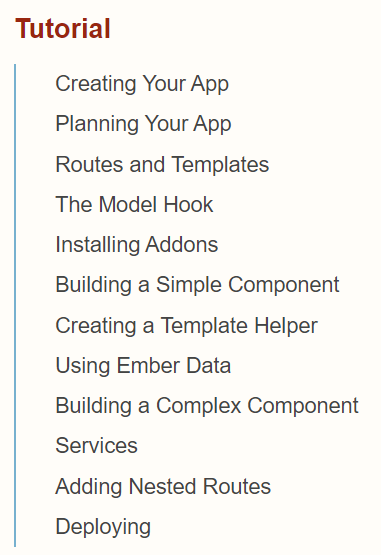 Tutorial
Creating Your App
Planning Your App
Routes and Templates
The Model Hook
Installing Addons
Building a Simple Component
Creating a Template Helper
Using Ember Data
Building a Complex Component
Services
Adding Nested Routes
Deploying